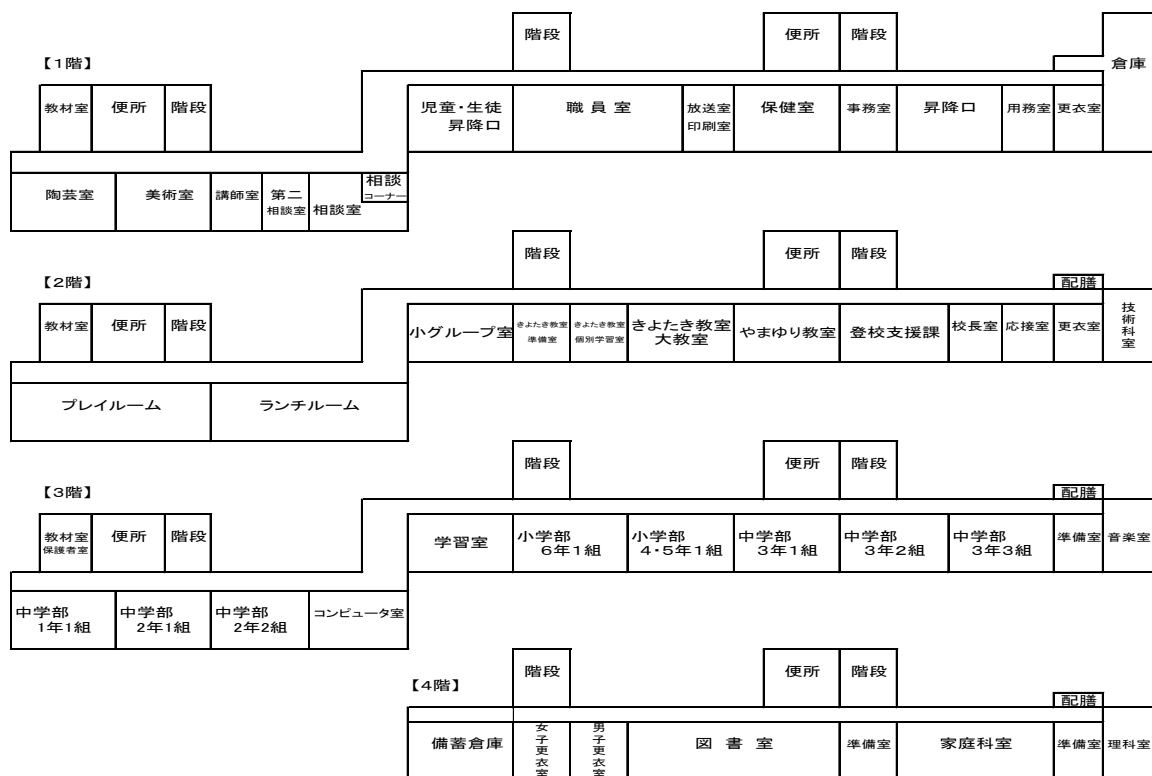 階段
便所
階段
倉庫
【1階】
教材室
便所
階段
児童・生徒
昇降口
職員室
放送室
印刷室
保健室
事務室
昇降口
用務室
更衣室
陶芸室
美術室
講師室
第二
相談室
相談室
相談
コーナー
階段
便所
階段
【2階】
配膳
教材室
便所
階段
小グループ室
きよたき教室
準備室
きよたき教室
個別学習室
きよたき教室
大教室
やまゆり教室
登校支援課
校長室
応接室
更衣室
技術科室
プレイルーム
ランチルーム
階段
便所
階段
【3階】
配膳
教材室
保護者室
便所
階段
学習室
小学部
6年1組
小学部
4・5年1組
中学部
3年1組
中学部
3年2組
中学部
3年3組
準備室
音楽室
中学部
1年1組
中学部
2年1組
中学部
2年2組
コンピュータ室
階段
便所
階段
【4階】
配膳
備蓄倉庫
女子更衣室
男子更衣室
図書室
準備室
家庭科室
準備室
理科室